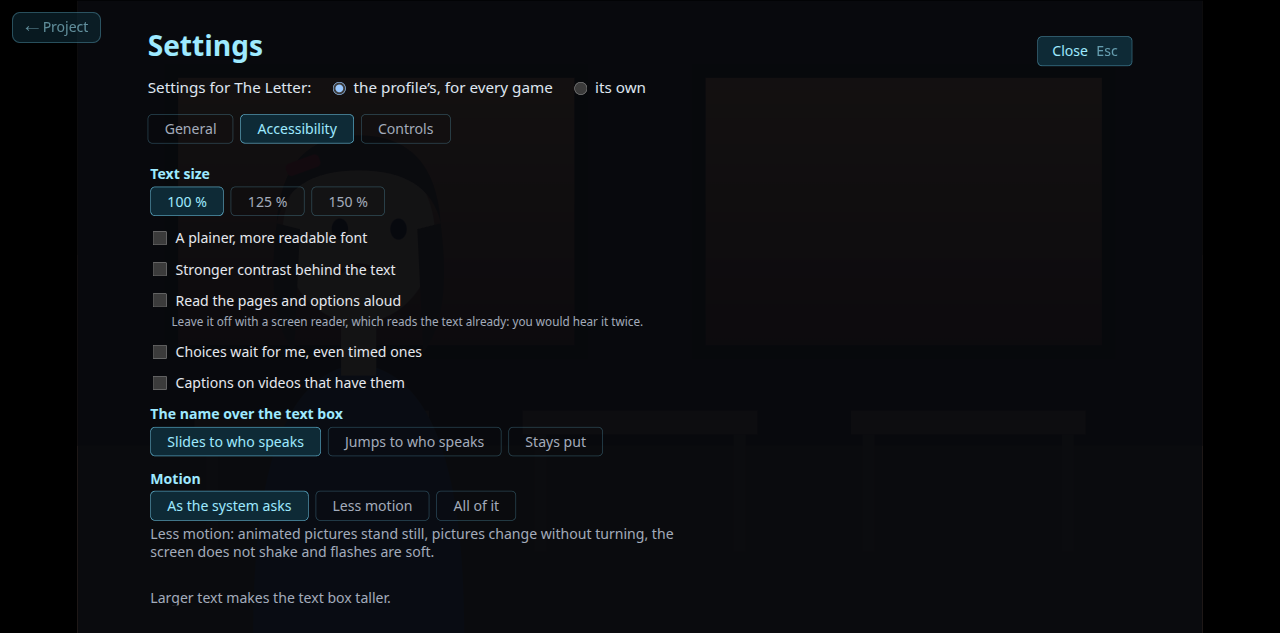 ← Project
Settings
Close Esc
Settings for The Letter: the profile's, for every game its own
General Accessibility Controls
Text size
100 % 125 % 150 %
A plainer, more readable font
Stronger contrast behind the text
Read the pages and options aloud
Leave it off with a screen reader, which reads the text already: you would hear it twice.
Choices wait for me, even timed ones
Captions on videos that have them
The name over the text box
Slides to who speaks Jumps to who speaks Stays put
Motion
As the system asks Less motion All of it
Less motion: animated pictures stand still, pictures change without turning, the
screen does not shake and flashes are soft.
Larger text makes the text box taller.